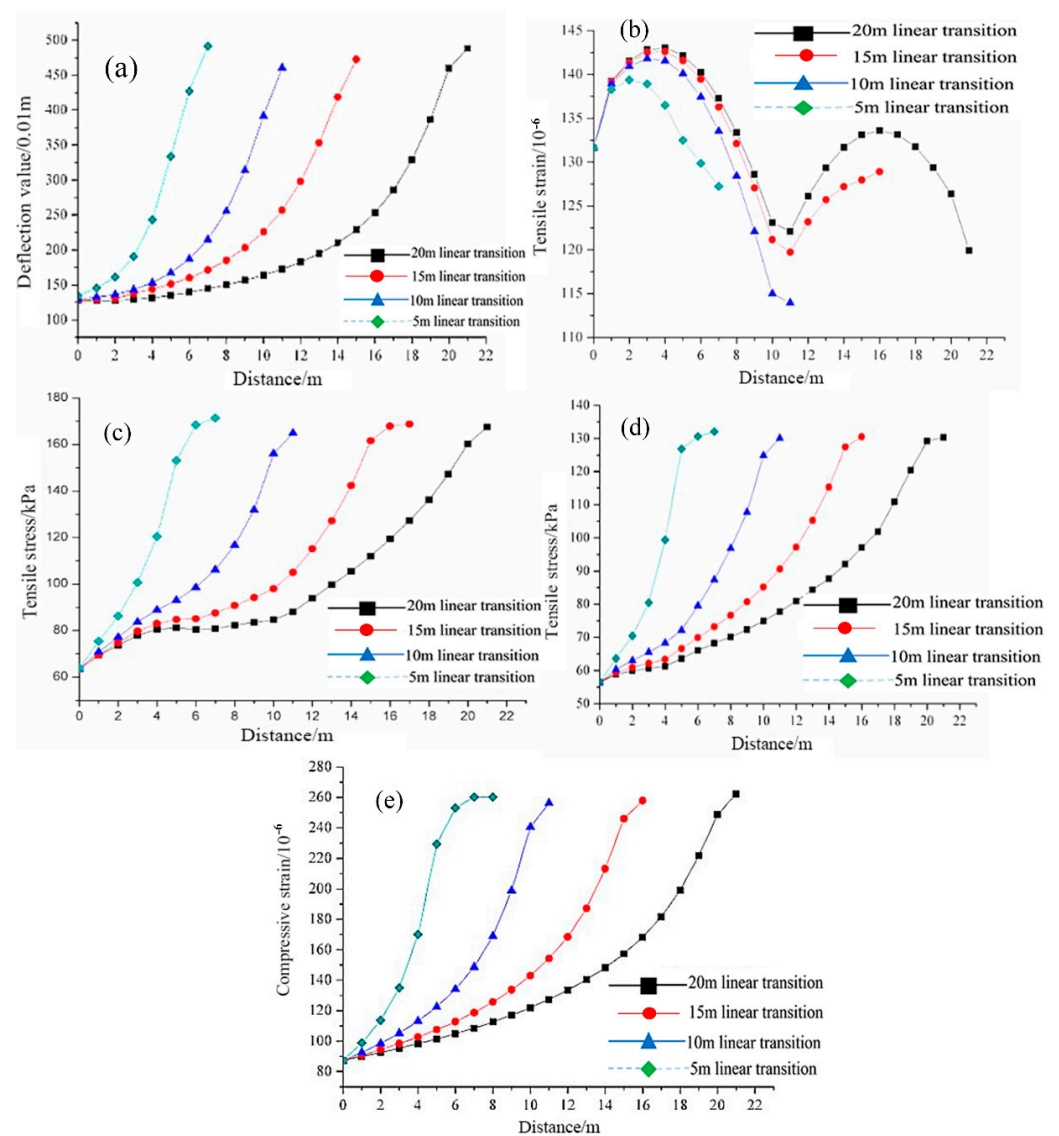 (a)
500
450
400
350
300
250
200
150
100
Deflection value/0.01m
20m linear transition
15m linear transition
10m linear transition
5m linear transition
0 2 4 6 8 10 12 14 16 18 20 22
Distance/m
(b)
145
140
135
130
125
120
115
110
Tensile strain/10-6
20m linear transition
15m linear transition
10m linear transition
5m linear transition
0 2 4 6 8 10 12 14 16 18 20 22
Distance/m
(c)
180
160
140
120
100
80
60
Tensile stress/kPa
20m linear transition
15m linear transition
10m linear transition
5m linear transition
0 2 4 6 8 10 12 14 16 18 20 22
Distance/m
(d)
140
130
120
110
100
90
80
70
60
50
Tensile stress/kPa
20m linear transition
15m linear transition
10m linear transition
5m linear transition
0 2 4 6 8 10 12 14 16 18 20 22
Distance/m
(e)
280
260
240
220
200
180
160
140
120
100
80
Compressive strain/10-6
20m linear transition
15m linear transition
10m linear transition
5m linear transition
0 2 4 6 8 10 12 14 16 18 20 22
Distance/m